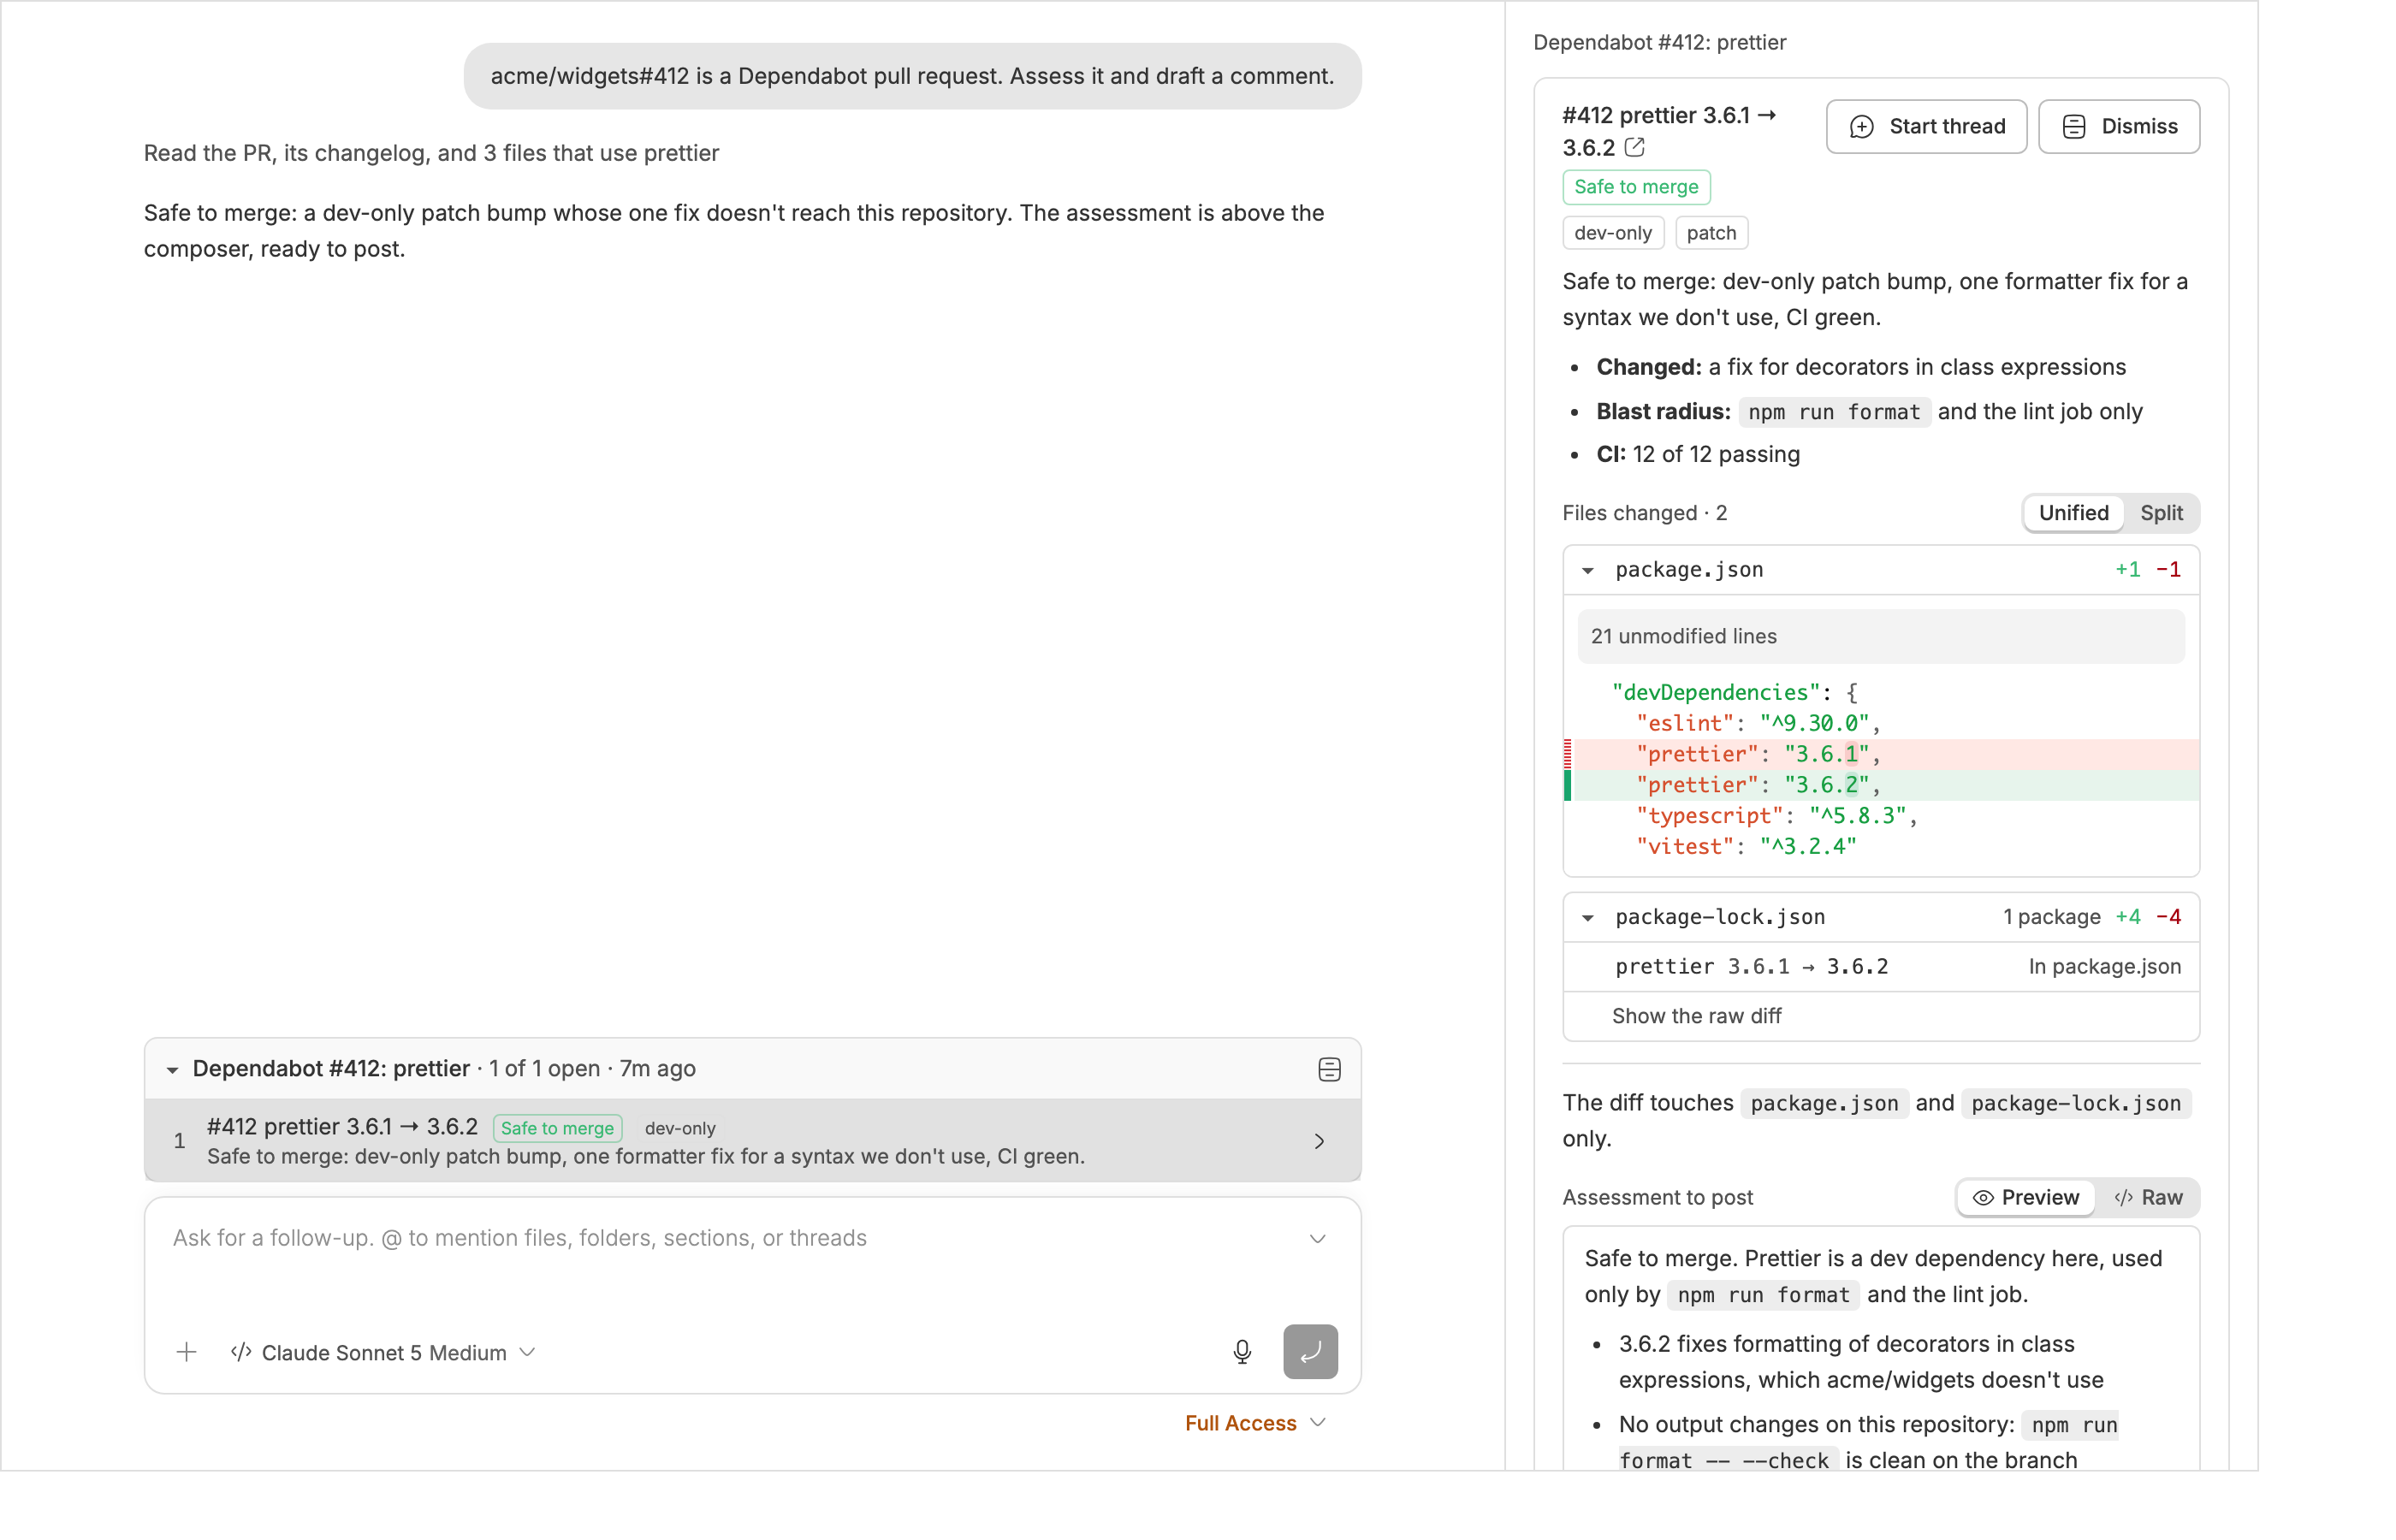 acme/widgets#412 is a Dependabot pull request. Assess it and draft a comment.
Read the PR, its changelog, and 3 files that use prettier
Safe to merge: a dev-only patch bump whose one fix doesn't reach this repository. The assessment is above the
composer, ready to post.
Dependabot #412: prettier · 1 of 1 open · 7m ago
1
#412 prettier 3.6.1 → 3.6.2 Safe to merge dev-only
Safe to merge: dev-only patch bump, one formatter fix for a syntax we don't use, CI green.
Ask for a follow-up. @ to mention files, folders, sections, or threads
Claude Sonnet 5 Medium
Full Access
Dependabot #412: prettier
#412 prettier 3.6.1 →
3.6.2
Start thread
Dismiss
Safe to merge
dev-only patch
Safe to merge: dev-only patch bump, one formatter fix for a
syntax we don't use, CI green.
• Changed: a fix for decorators in class expressions
• Blast radius: npm run format and the lint job only
• CI: 12 of 12 passing
Files changed · 2
Unified Split
package.json +1 −1
21 unmodified lines
"devDependencies": {
"eslint": "^9.30.0",
"prettier": "3.6.1",
"prettier": "3.6.2",
"typescript": "^5.8.3",
"vitest": "^3.2.4"
package-lock.json 1 package +4 −4
prettier 3.6.1 → 3.6.2 In package.json
Show the raw diff
The diff touches package.json and package-lock.json
only.
Assessment to post
Preview </> Raw
Safe to merge. Prettier is a dev dependency here, used
only by npm run format and the lint job.
• 3.6.2 fixes formatting of decorators in class
expressions, which acme/widgets doesn't use
• No output changes on this repository: npm run
format -- --check is clean on the branch